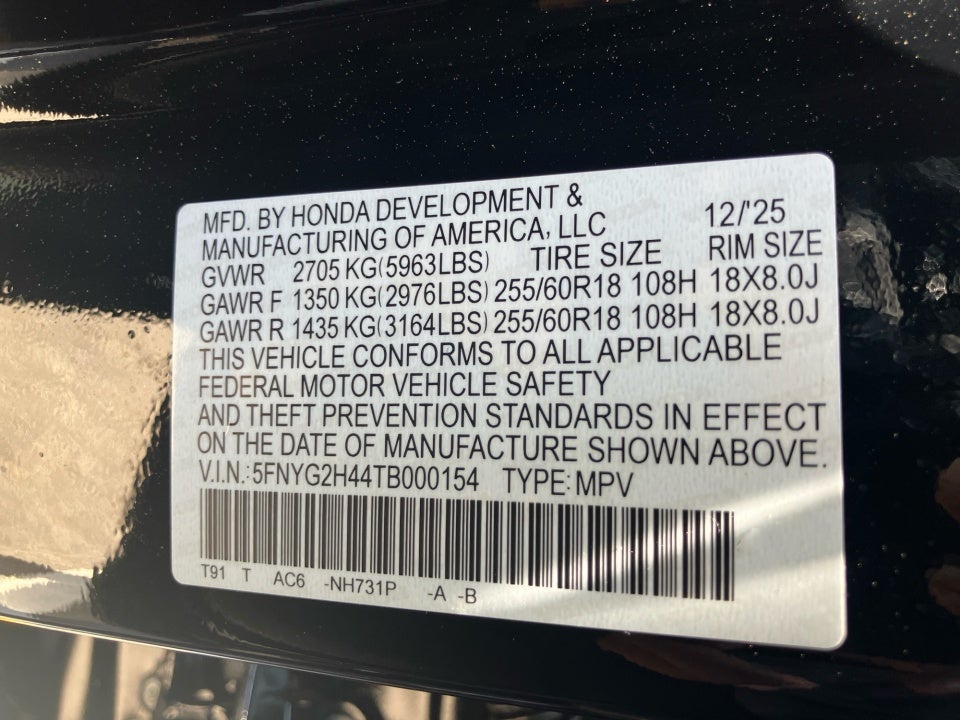 MFD. BY HONDA DEVELOPMENT &
MANUFACTURING OF AMERICA, LLC 12/'25
GVWR 2705 KG(5963LBS) TIRE SIZE RIM SIZE
GAWR F 1350 KG(2976LBS) 255/60R18 108H 18X8.0J
GAWR R 1435 KG(3164LBS) 255/60R18 108H 18X8.0J
THIS VEHICLE CONFORMS TO ALL APPLICABLE
FEDERAL MOTOR VEHICLE SAFETY
AND THEFT PREVENTION STANDARDS IN EFFECT
ON THE DATE OF MANUFACTURE SHOWN ABOVE.
V.I.N.:5FNYG2H44TB000154 TYPE:MPV
T91 T AC6 -NH731P -A -B